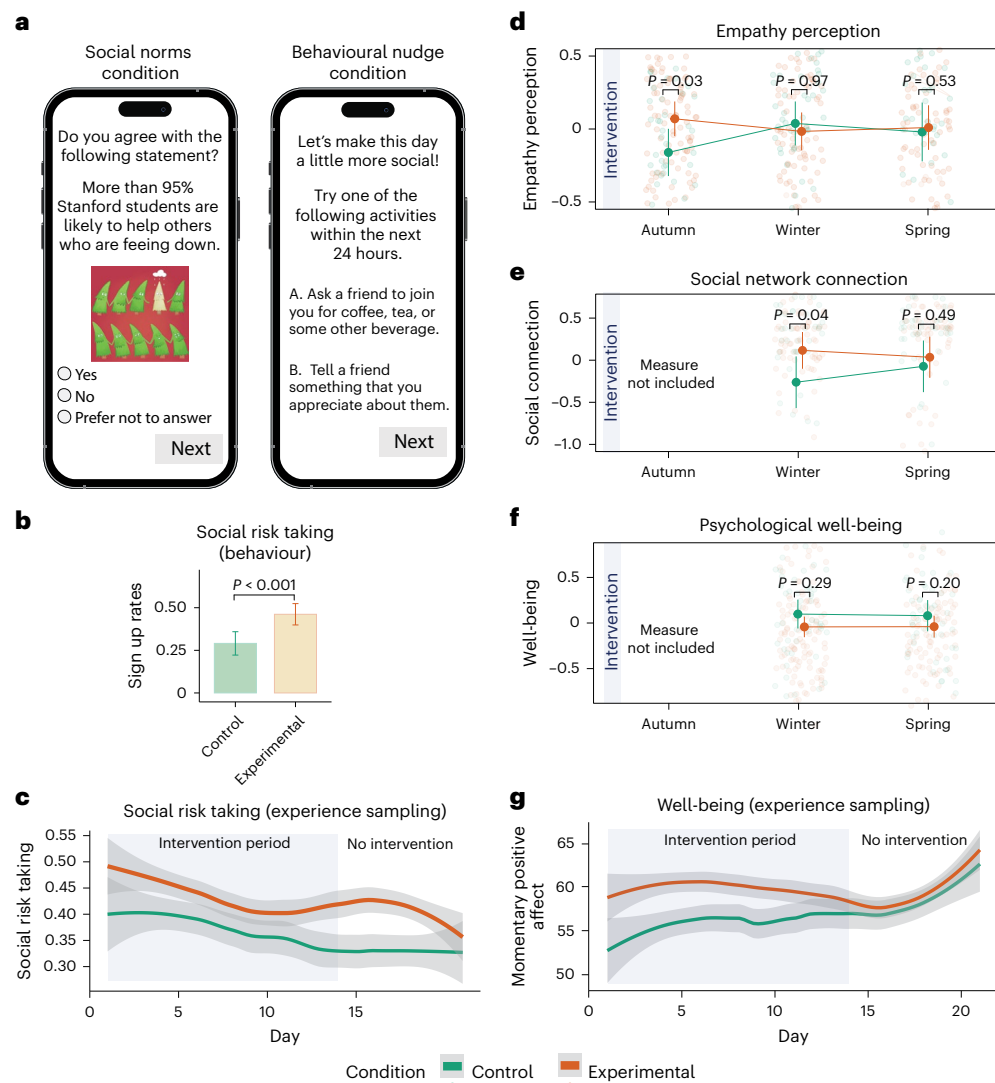 a
Social norms
condition
Behavioural nudge
condition
Do you agree with the
following statement?
More than 95%
Stanford students are
likely to help others
who are feeing down.
Yes
No
Prefer not to answer
Next
Let's make this day
a little more social!
Try one of the
following activities
within the next
24 hours.
A. Ask a friend to join
you for coffee, tea, or
some other beverage.
B. Tell a friend
something that you
appreciate about them.
Next
b
Social risk taking
(behaviour)
P < 0.001
Sign up rates
0.50
0.25
0
Control
Experimental
c
Social risk taking (experience sampling)
Intervention period
No intervention
Social risk taking
0.55
0.50
0.45
0.40
0.35
0.30
0
5
10
15
Day
d
Empathy perception
Empathy perception
0.5
0
−0.5
Intervention
P = 0.03
P = 0.97
P = 0.53
Autumn
Winter
Spring
e
Social network connection
Social connection
0.5
0
−0.5
−1.0
Intervention
Measure
not included
P = 0.04
P = 0.49
Autumn
Winter
Spring
f
Psychological well-being
Well-being
0.5
0
−0.5
Intervention
Measure
not included
P = 0.29
P = 0.20
Autumn
Winter
Spring
g
Well-being (experience sampling)
Intervention period
No intervention
Momentary positive
affect
65
60
55
50
0
5
10
15
20
Day
Condition
Control
Experimental